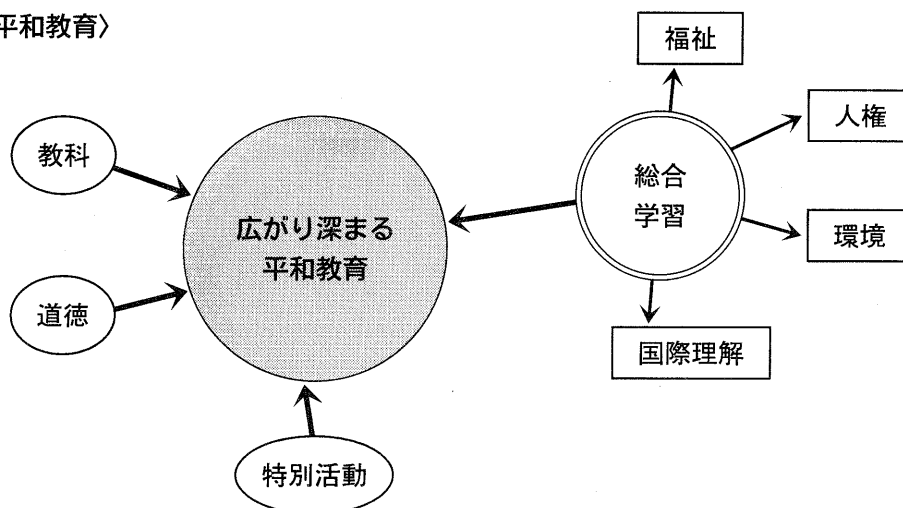 平和教育〉
福祉
人権
教科
総合
学習
広がり深まる
平和教育
環境
道徳
国際理解
特別活動